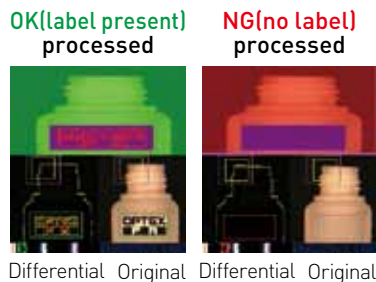 OK(label present)
processed
NG(no label)
processed
OPTEX
Differential Original Differential Original